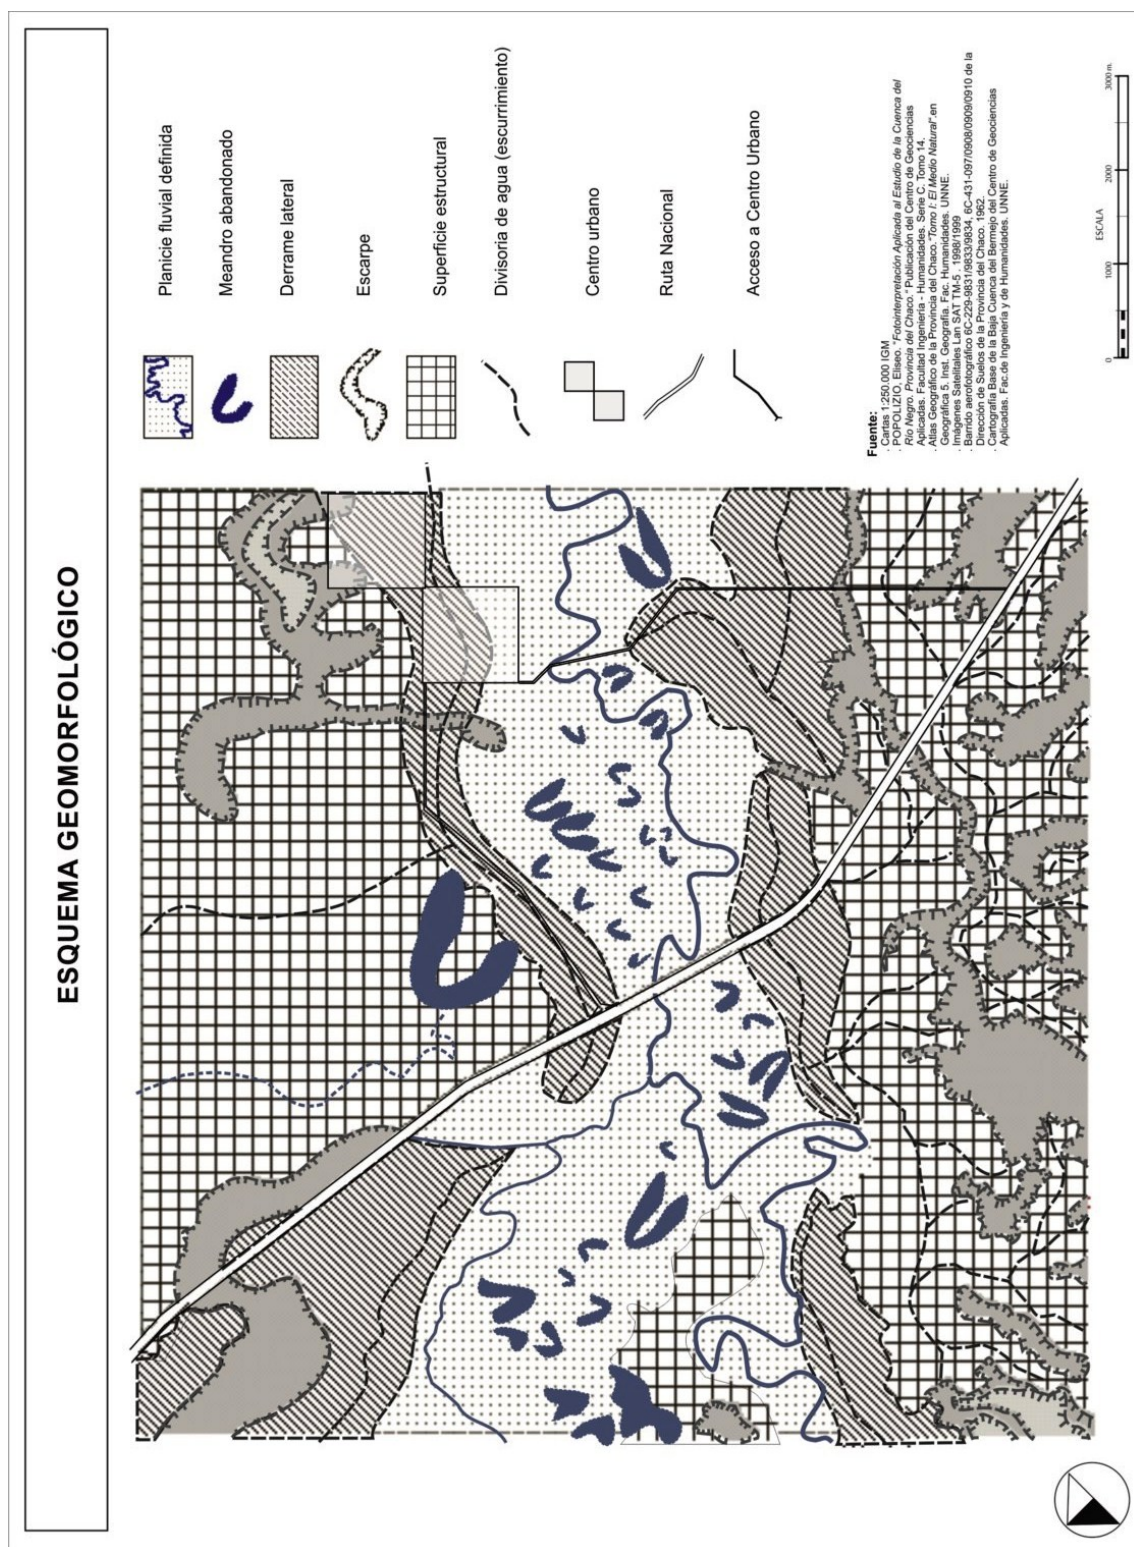 ESQUEMA GEOMORFOLÓGICO
Planicie fluvial definida
Meandro abandonado
Derrame lateral
Escarpe
Superficie estructural
Divisoria de agua (escurrimiento)
Centro urbano
Ruta Nacional
Acceso a Centro Urbano
Fuente:
. Cartas 1:250.000 IGM
. POPOLIZIO, Eliseo. "Fotointerpretación Aplicada al Estudio de la Cuenca del
Río Negro. Provincia del Chaco." Publicación del Centro de Geociencias
Aplicadas. Facultad Ingeniería - Humanidades. Serie C. Tomo 14.
. Atlas Geográfico de la Provincia del Chaco. "Tomo I: El Medio Natural".en
Geográfica 5. Inst. Geografía. Fac. Humanidades. UNNE.
. Imágenes Satelitales Lan SAT TM-5 . 1998/1999
. Barrido aerofotográfico 6C-229-9831/9833/9834, 6C-431-097/0908/0909/0910 de la
Dirección de Suelos de la Provincia del Chaco. 1962.
. Cartografía Base de la Baja Cuenca del Bermejo del Centro de Geociencias
Aplicadas. Fac.de Ingeniería y de Humanidades. UNNE.
ESCALA
0 1000 2000 3000 m.